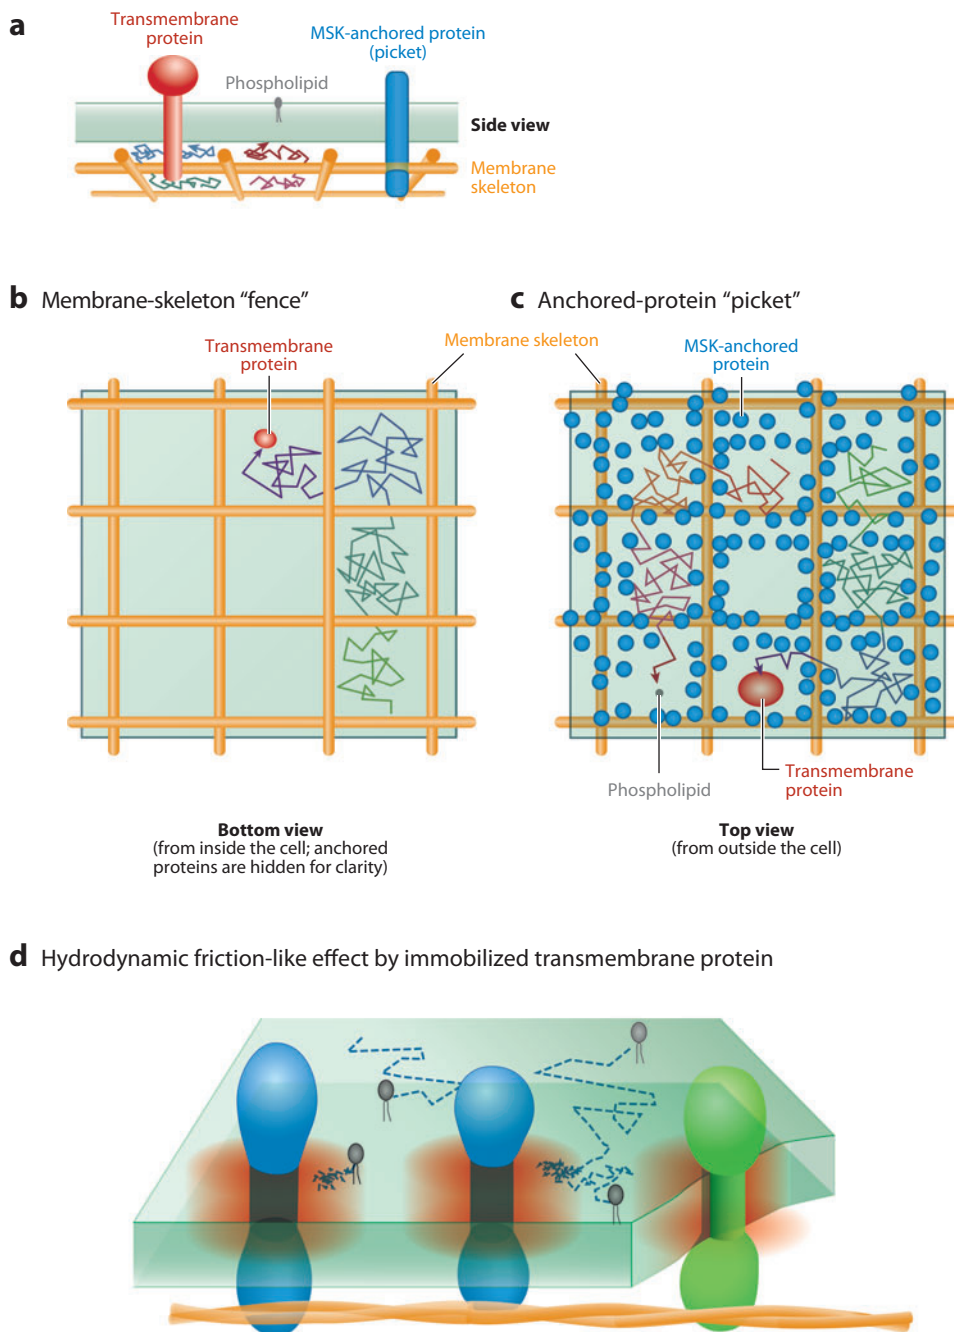 a
Transmembrane
protein
MSK-anchored protein
(picket)
Phospholipid
Side view
Membrane
skeleton
b Membrane-skeleton “fence”
c Anchored-protein “picket”
Transmembrane
protein
Membrane skeleton
MSK-anchored
protein
Phospholipid
Transmembrane
protein
Bottom view
(from inside the cell; anchored
proteins are hidden for clarity)
Top view
(from outside the cell)
d Hydrodynamic friction-like effect by immobilized transmembrane protein